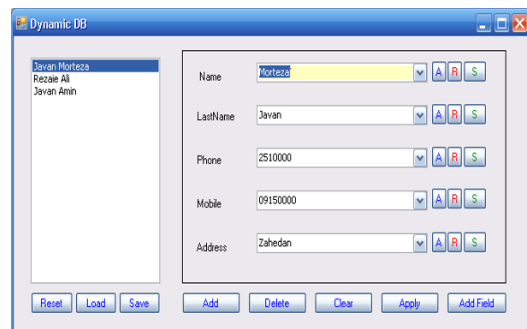 Dynamic DB
Javan Morteza
Rezaie Ali
Javan Amin
Name Morteza A R S
LastName Javan A R S
Phone 2510000 A R S
Mobile 09150000 A R S
Address Zahedan A R S
Reset Load Save Add Delete Clear Apply Add Field